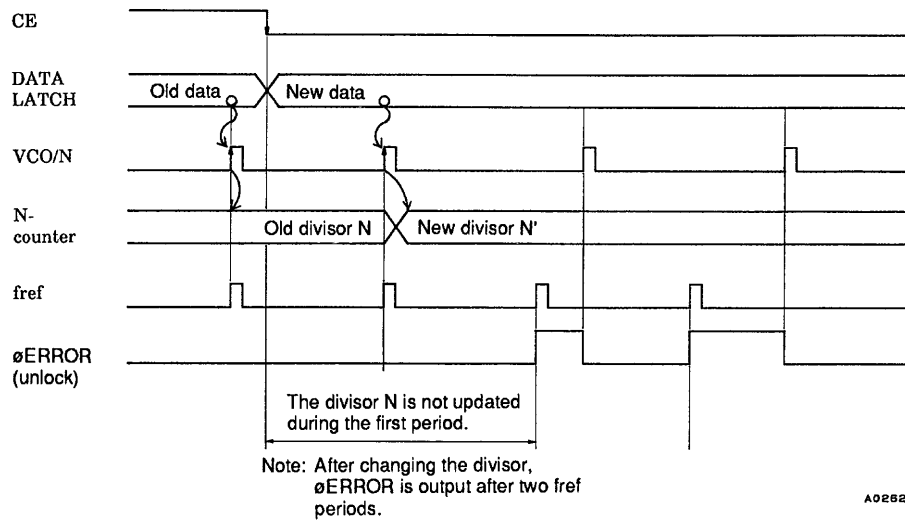 CE
DATA
LATCH
Old data
New data
VCO/N
N-
counter
Old divisor N
New divisor N'
fref
øERROR
(unlock)
The divisor N is not updated
during the first period.
Note: After changing the divisor,
øERROR is output after two fref
periods.
A0262